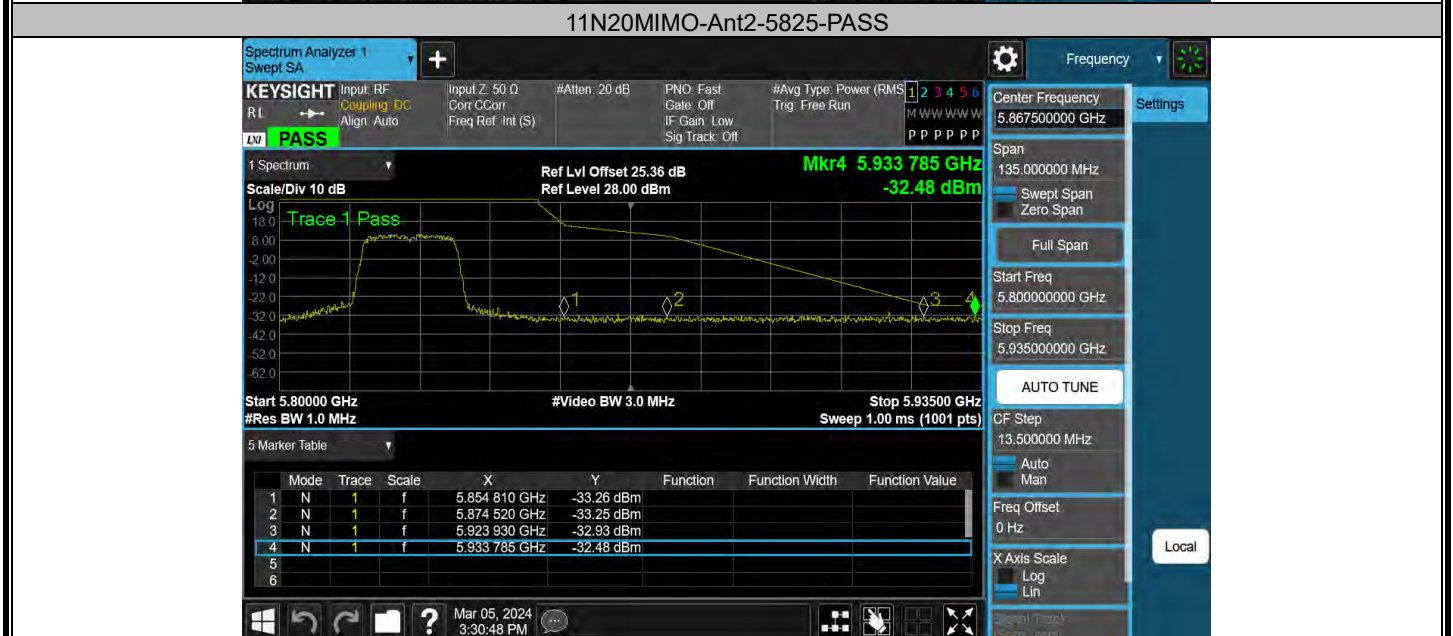 11N20MIMO-Ant2-5825-PASS
Spectrum Analyzer 1
Swept SA
+
Frequency
KEYSIGHT
RL
LXI
PASS
Input: RF
Coupling: DC
Align: Auto
Input Z: 50 Ω
Corr CCorr
Freq Ref: Int (S)
#Atten: 20 dB
PNO: Fast
Gate: Off
IF Gain: Low
Sig Track: Off
#Avg Type: Power (RMS
Trig: Free Run
1 2 3 4 5 6
M W W W W W
P P P P P P
Center Frequency
5.867500000 GHz
Settings
1 Spectrum
Scale/Div 10 dB
Ref Lvl Offset 25.36 dB
Ref Level 28.00 dBm
Mkr4 5.933 785 GHz
-32.48 dBm
Span
135.000000 MHz
Swept Span
Zero Span
Full Span
Start Freq
5.800000000 GHz
Stop Freq
5.935000000 GHz
AUTO TUNE
Log
Trace 1 Pass
18.0
8.00
-2.00
-12.0
-22.0
-32.0
-42.0
-52.0
-62.0
1
2
3
4
Start 5.80000 GHz
#Video BW 3.0 MHz
Stop 5.93500 GHz
#Res BW 1.0 MHz
Sweep 1.00 ms (1001 pts)
CF Step
13.500000 MHz
Auto
Man
Freq Offset
0 Hz
X Axis Scale
Log
Lin
Signal Track
Local
5 Marker Table
Mode Trace Scale X Y Function Function Width Function Value
1 N 1 f 5.854 810 GHz -33.26 dBm
2 N 1 f 5.874 520 GHz -33.25 dBm
3 N 1 f 5.923 930 GHz -32.93 dBm
4 N 1 f 5.933 785 GHz -32.48 dBm
5
6
?
Mar 05, 2024
3:30:48 PM